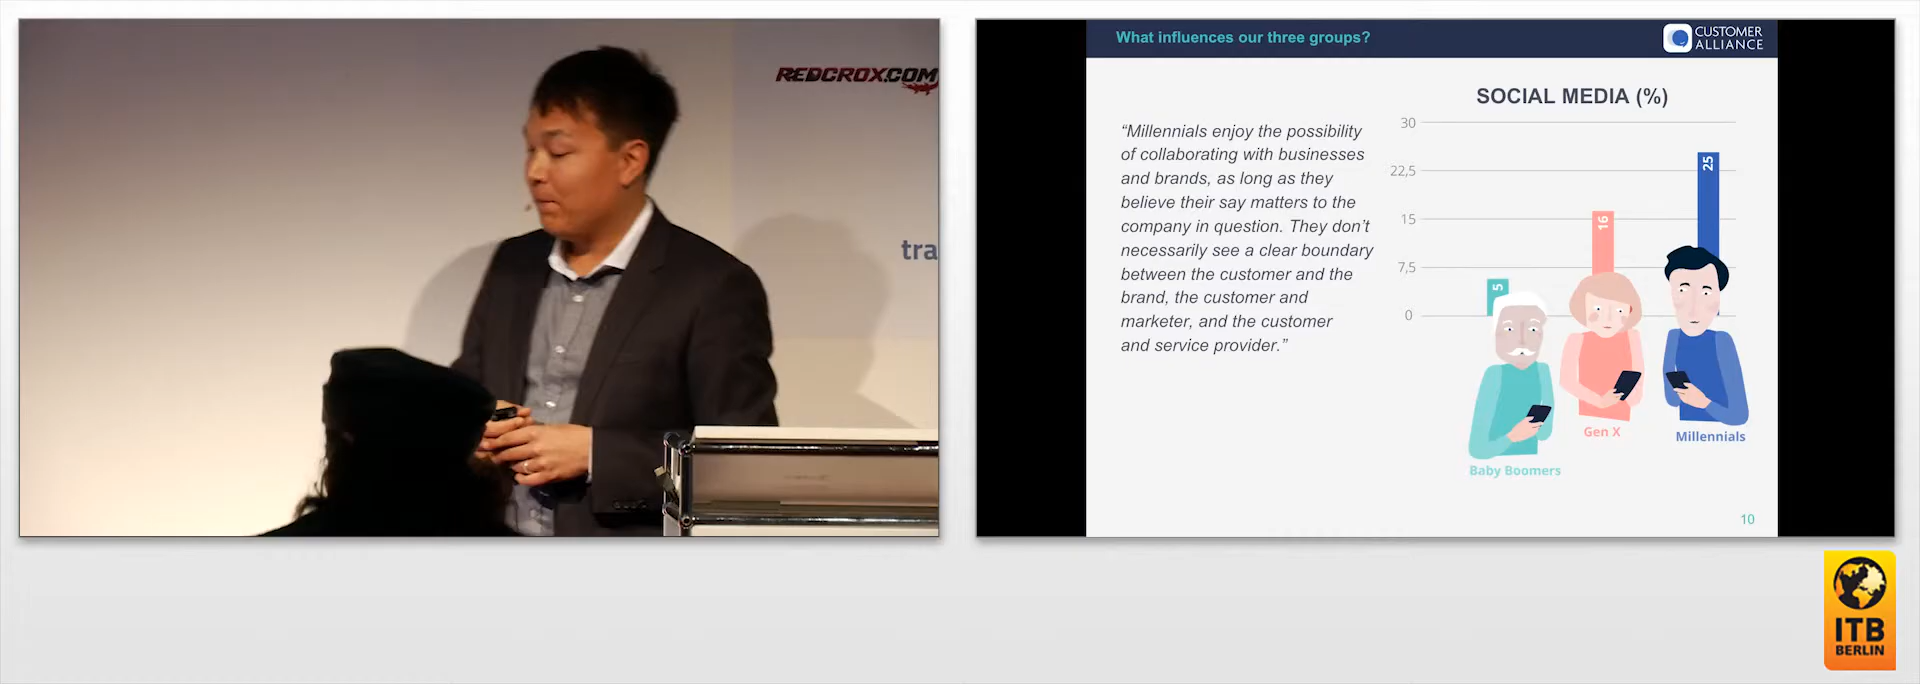 REDCROX.COM
tra
What influences our three groups?
CUSTOMER
ALLIANCE
SOCIAL MEDIA (%)
“Millennials enjoy the possibility
of collaborating with businesses
and brands, as long as they
believe their say matters to the
company in question. They don’t
necessarily see a clear boundary
between the customer and the
brand, the customer and
marketer, and the customer
and service provider.”
30
22,5
15
7,5
0
5
16
25
Baby Boomers
Gen X
Millennials
10
ITB
BERLIN